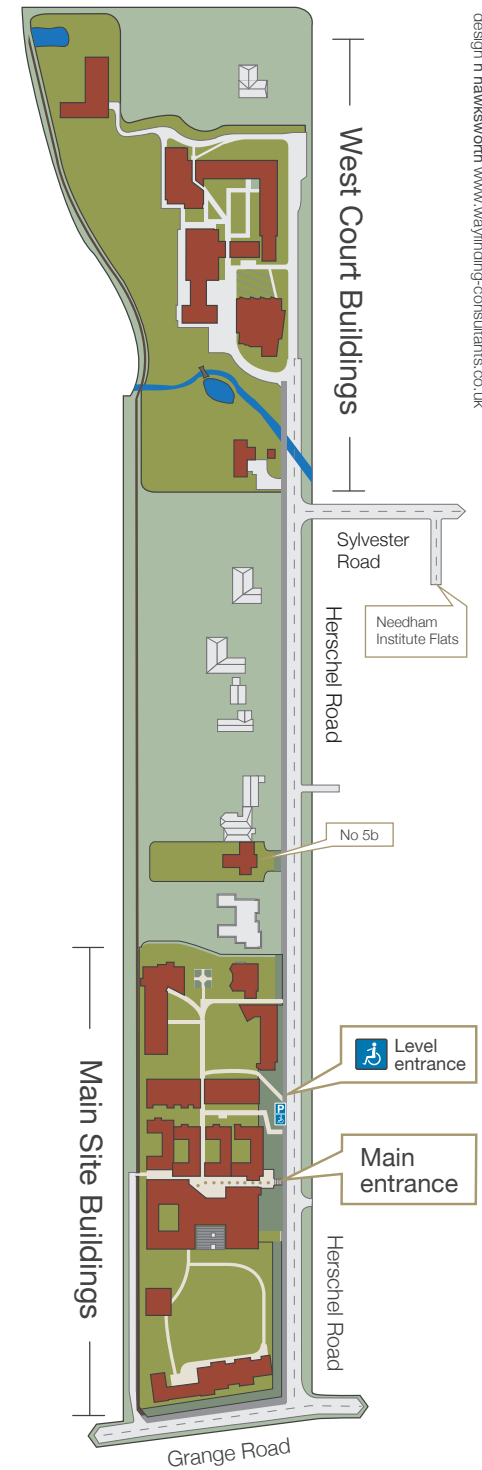 design n hawksworth www.wayfinding-consultants.co.uk
West Court Buildings
Sylvester
Road
Needham
Institute Flats
Herschel Road
No 5b
Level
entrance
P
Main
entrance
Main Site Buildings
Herschel Road
Grange Road